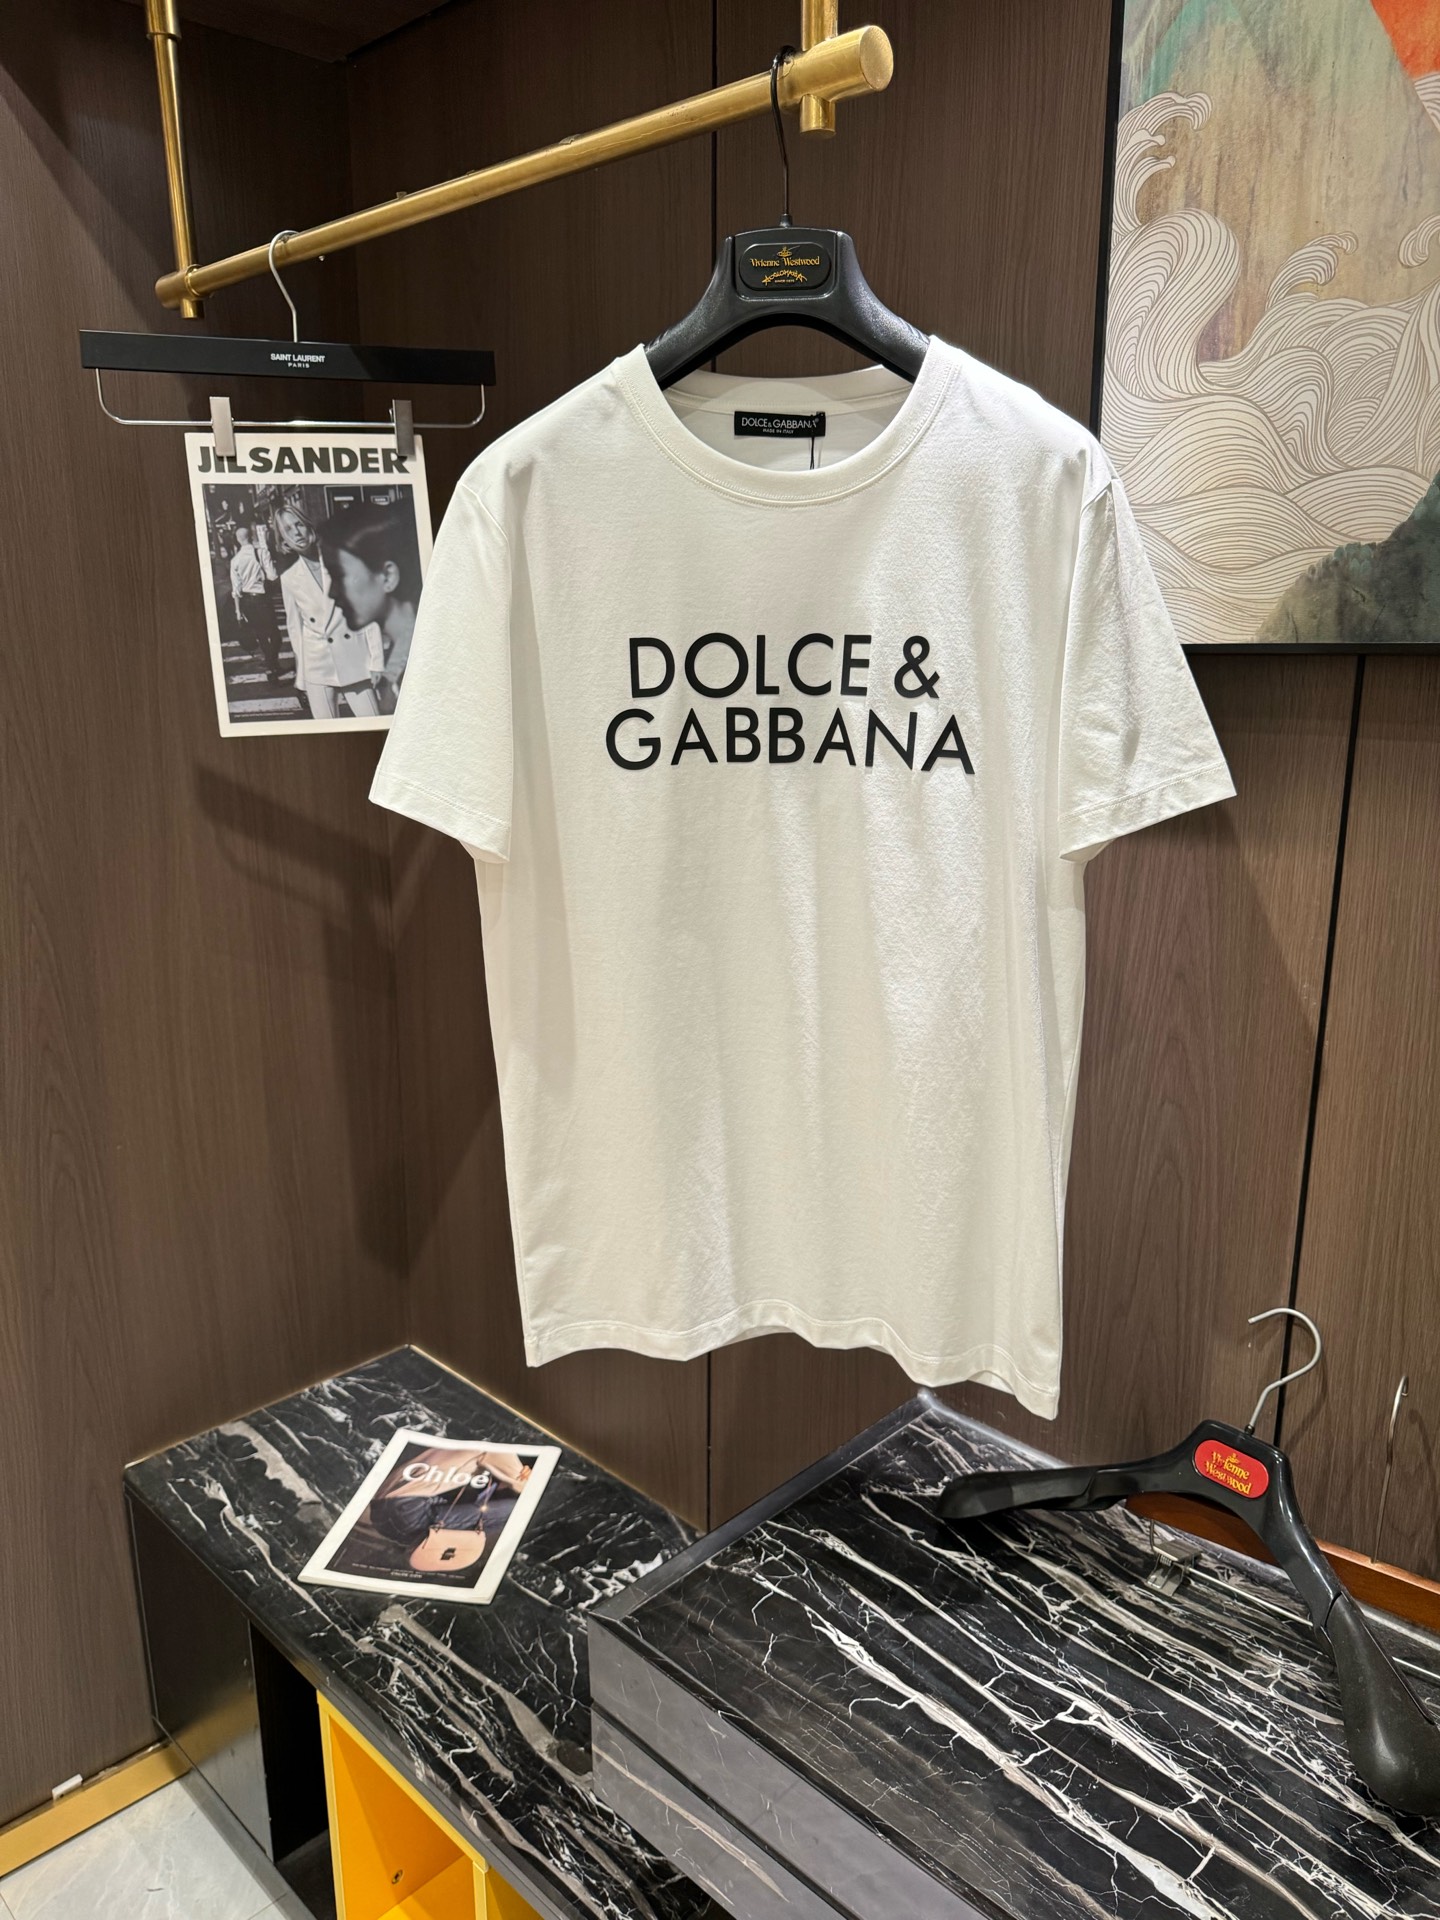 Vivienne Westwood
SAINT LAURENT
PARIS
DOLCE & GABBANA
MADE IN ITALY
JIL SANDER
DOLCE &
GABBANA
Chloé
Vivienne
Westwood